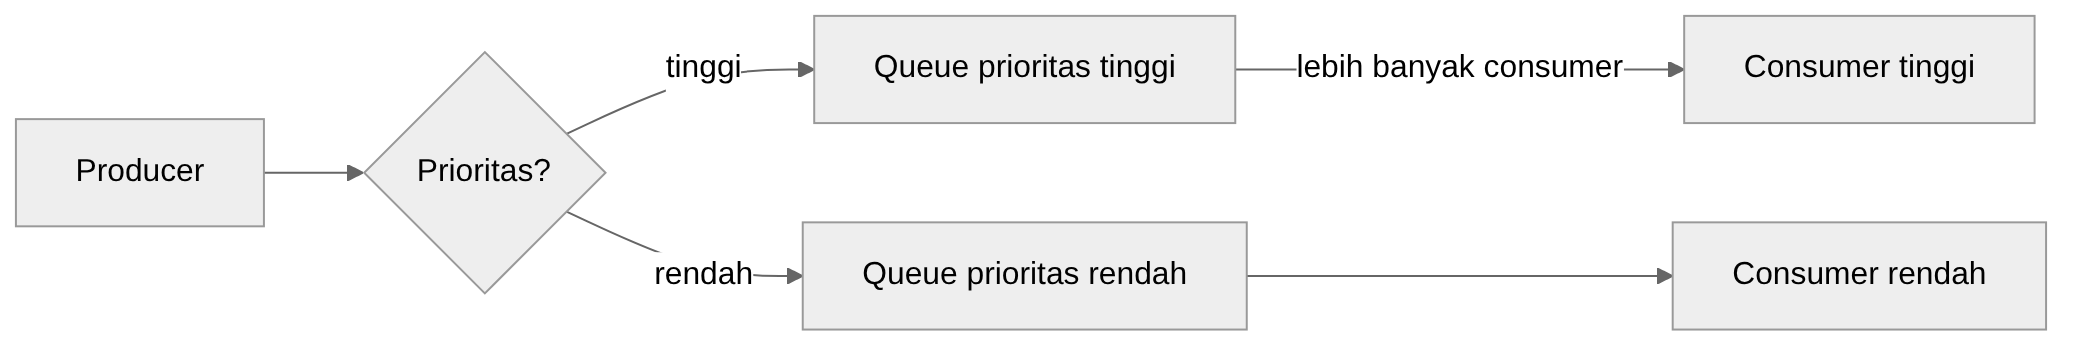 Producer
Prioritas?
tinggi
Queue prioritas tinggi
lebih banyak consumer
Consumer tinggi
rendah
Queue prioritas rendah
Consumer rendah